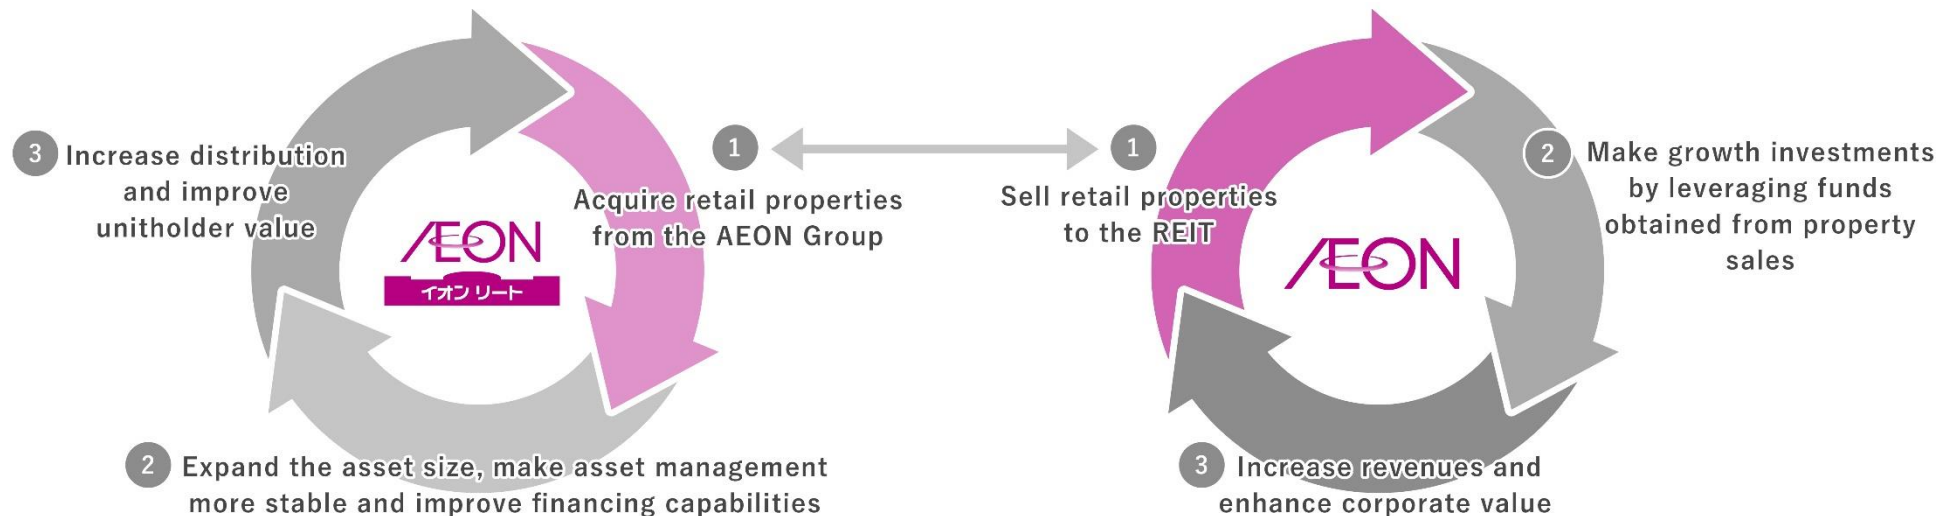 3 Increase distribution
and improve
unitholder value
AEON
イオン リート
1
Acquire retail properties
from the AEON Group
2 Expand the asset size, make asset management
more stable and improve financing capabilities
1
Sell retail properties
to the REIT
AEON
2 Make growth investments
by leveraging funds
obtained from property
sales
3 Increase revenues and
enhance corporate value